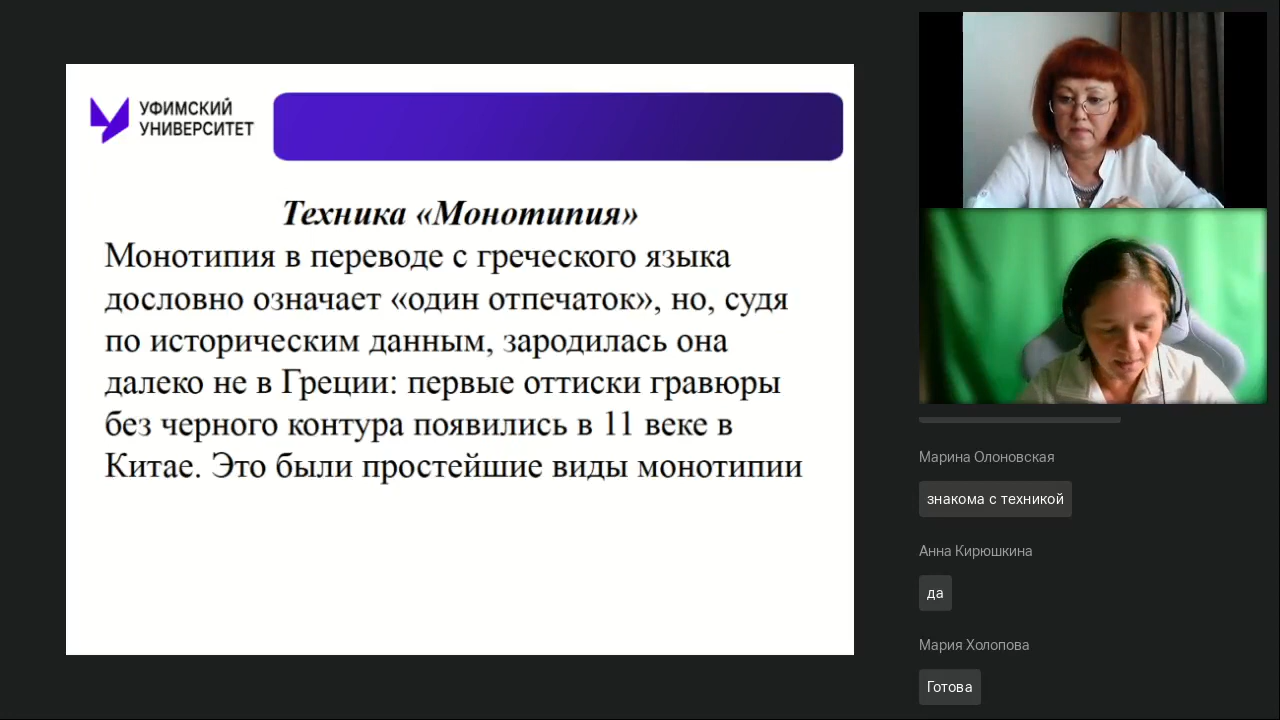 УФИМСКИЙ
УНИВЕРСИТЕТ
Техника «Монотипия»
Монотипия в переводе с греческого языка
дословно означает «один отпечаток», но, судя
по историческим данным, зародилась она
далеко не в Греции: первые оттиски гравюры
без черного контура появились в 11 веке в
Китае. Это были простейшие виды монотипии
Марина Олоновская
знакома с техникой
Анна Кирюшкина
да
Мария Холопова
Готова